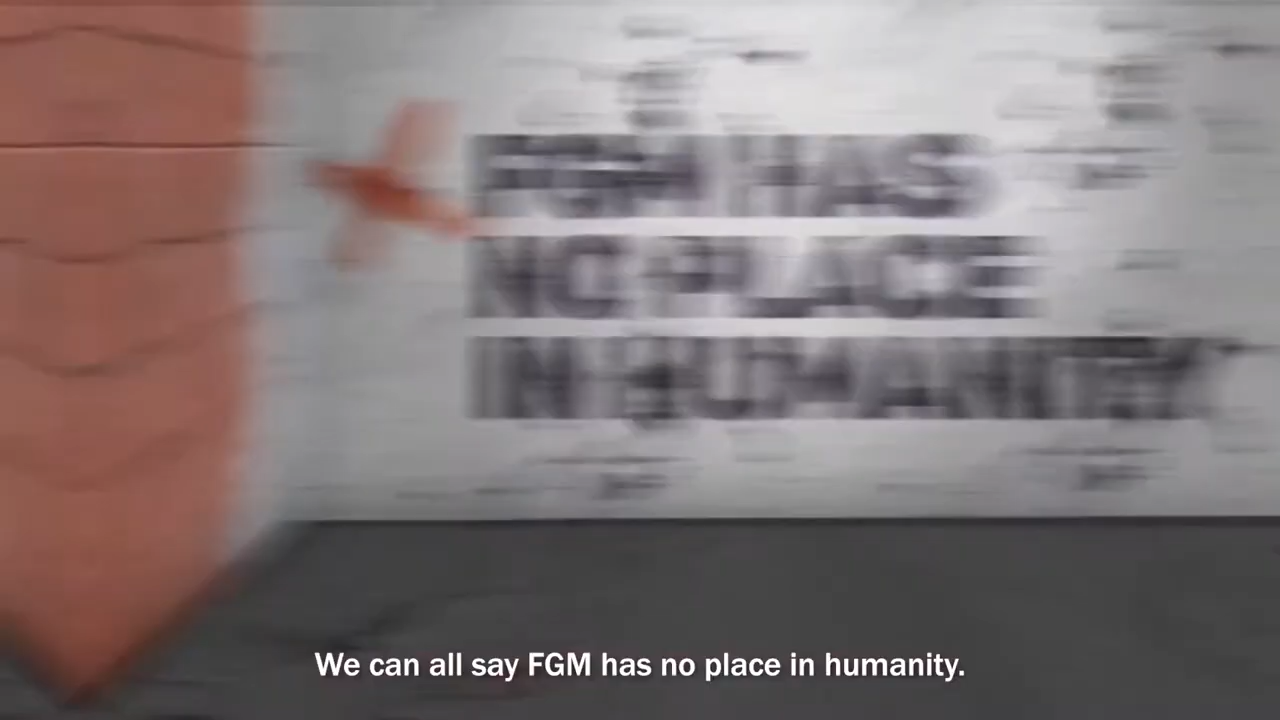 FGM HAS
NO PLACE
IN HUMANITY
We can all say FGM has no place in humanity.